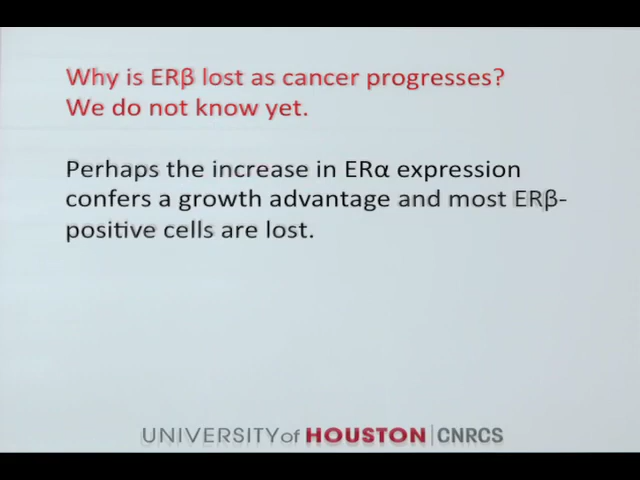 Why is ERβ lost as cancer progresses?
We do not know yet.
Perhaps the increase in ERα expression
confers a growth advantage and most ERβ-
positive cells are lost.
UNIVERSITY of HOUSTON | CNRCS